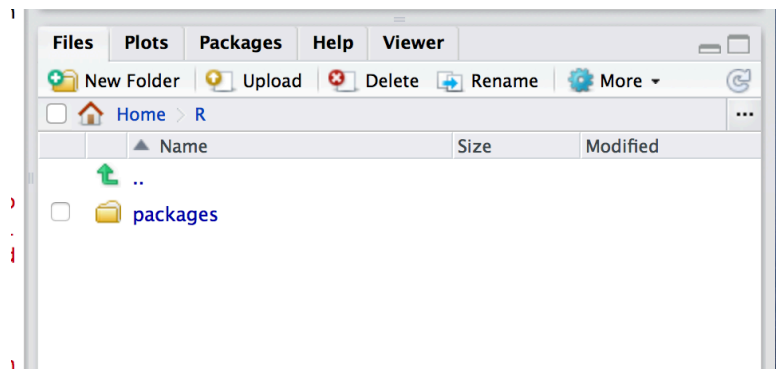 Files Plots Packages Help Viewer
New Folder Upload Delete Rename More
Home R ...
Name Size Modified
..
packages